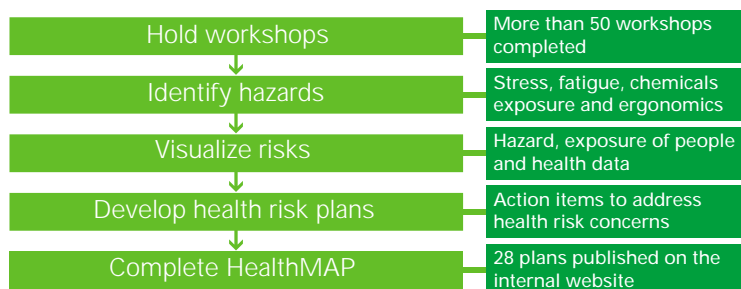 Hold workshops
More than 50 workshops
completed
Identify hazards
Stress, fatigue, chemicals
exposure and ergonomics
Visualize risks
Hazard, exposure of people
and health data
Develop health risk plans
Action items to address
health risk concerns
Complete HealthMAP
28 plans published on the
internal website